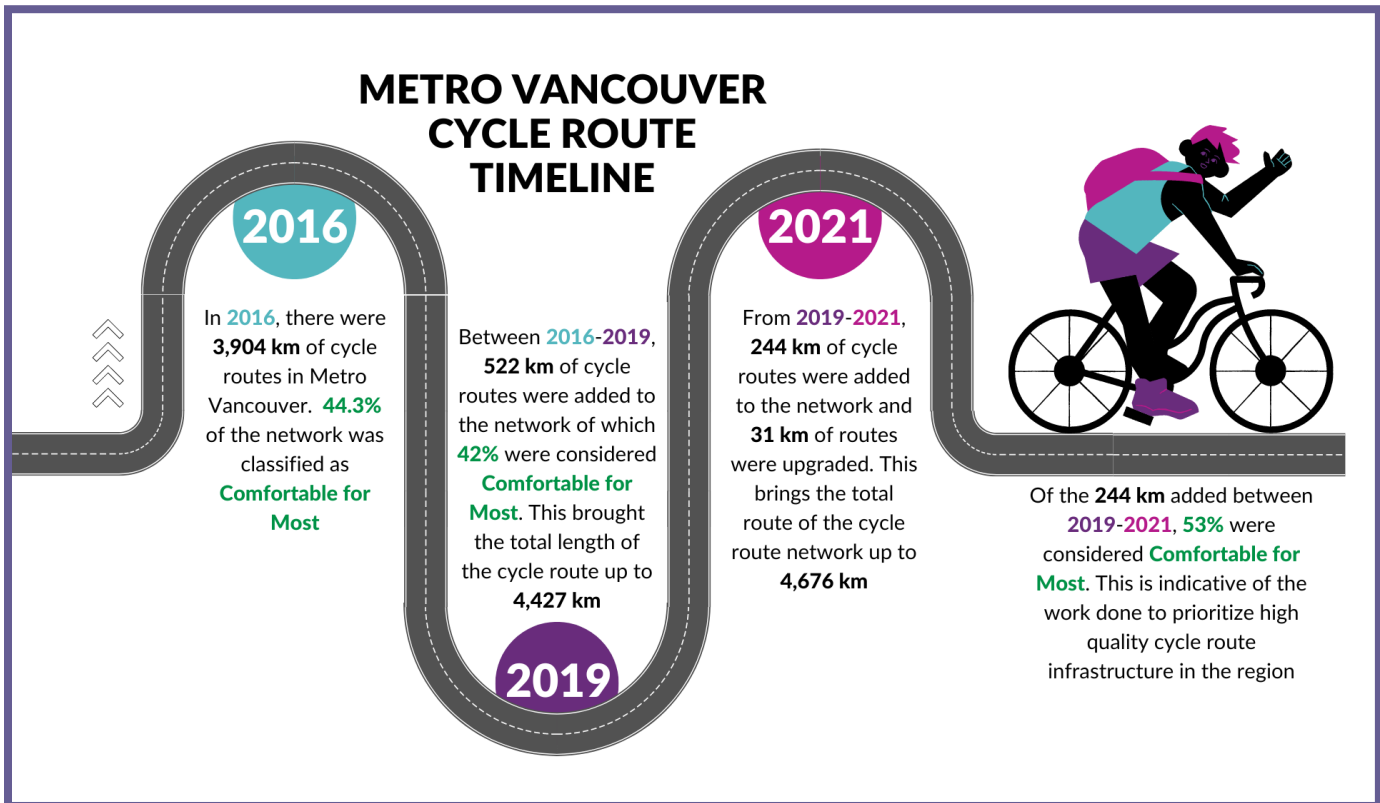 METRO VANCOUVER
CYCLE ROUTE
TIMELINE
2016
In 2016, there were
3,904 km of cycle
routes in Metro
Vancouver. 44.3%
of the network was
classified as
Comfortable for
Most
Between 2016-2019,
522 km of cycle
routes were added to
the network of which
42% were considered
Comfortable for
Most. This brought
the total length of
the cycle route up to
4,427 km
2019
2021
From 2019-2021,
244 km of cycle
routes were added
to the network and
31 km of routes
were upgraded. This
brings the total
route of the cycle
route network up to
4,676 km
Of the 244 km added between
2019-2021, 53% were
considered Comfortable for
Most. This is indicative of the
work done to prioritize high
quality cycle route
infrastructure in the region